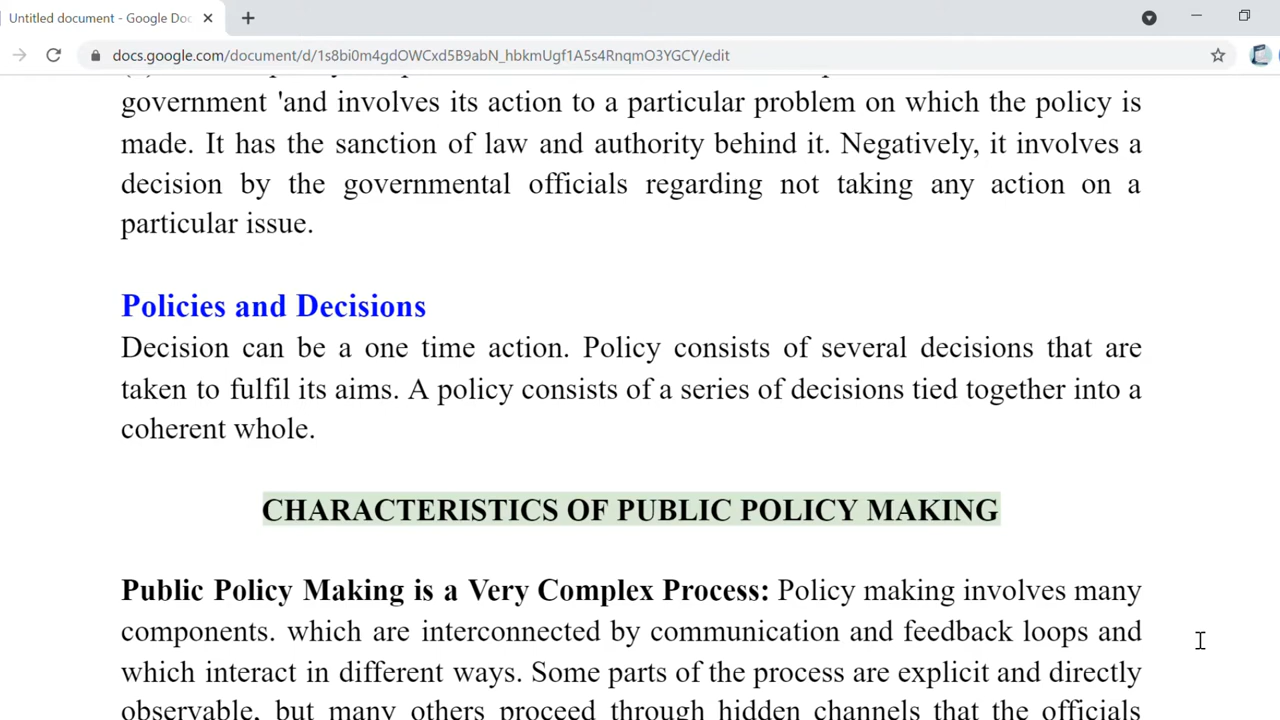 Untitled document - Google Doc
docs.google.com/document/d/1s8bi0m4gdOWCxd5B9abN_hbkmUgf1A5s4RnqmO3YGCY/edit
government 'and involves its action to a particular problem on which the policy is
made. It has the sanction of law and authority behind it. Negatively, it involves a
decision by the governmental officials regarding not taking any action on a
particular issue.
Policies and Decisions
Decision can be a one time action. Policy consists of several decisions that are
taken to fulfil its aims. A policy consists of a series of decisions tied together into a
coherent whole.
CHARACTERISTICS OF PUBLIC POLICY MAKING
Public Policy Making is a Very Complex Process: Policy making involves many
components. which are interconnected by communication and feedback loops and
which interact in different ways. Some parts of the process are explicit and directly
observable, but many others proceed through hidden channels that the officials